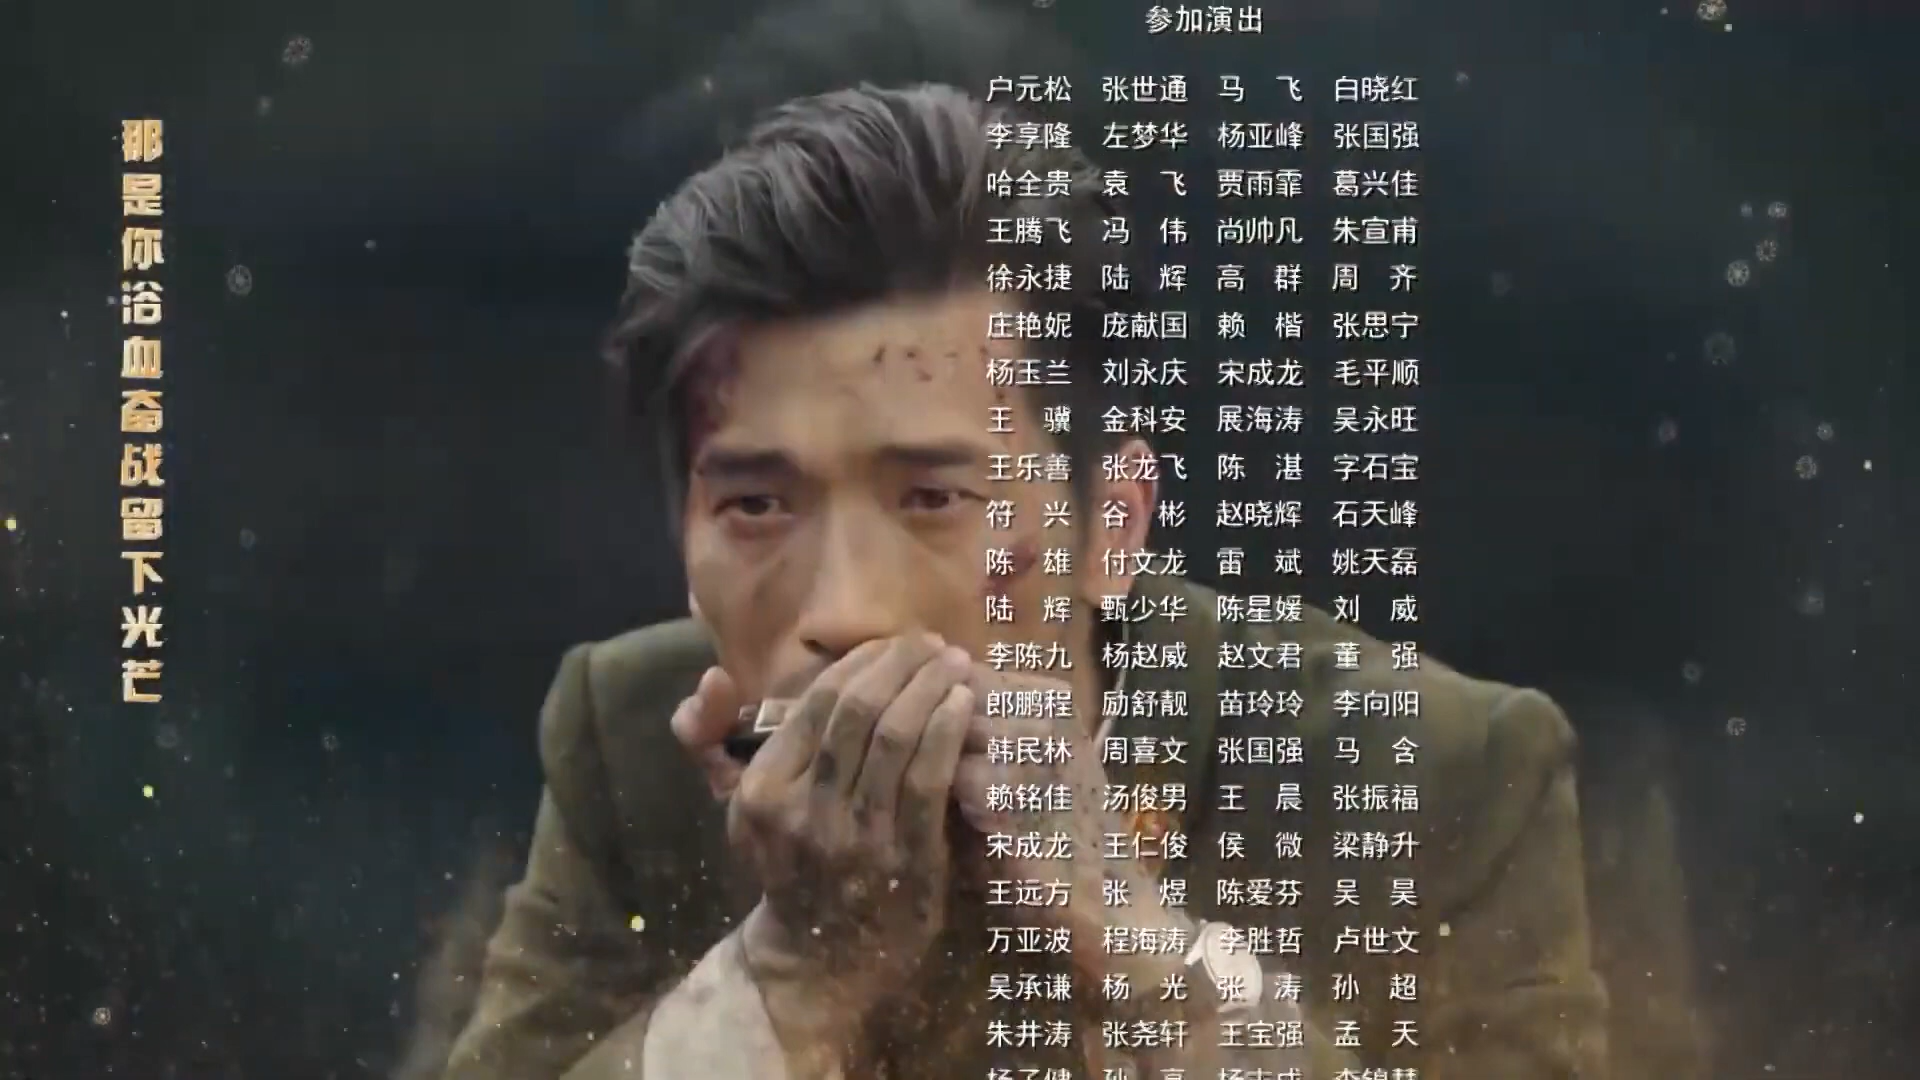 那是你浴血奋战留下光芒
参加演出
户元松 张世通 马 飞 白晓红
李享隆 左梦华 杨亚峰 张国强
哈全贵 袁 飞 贾雨霏 葛兴佳
王腾飞 冯 伟 尚帅凡 朱宣甫
徐永捷 陆 辉 高 群 周 齐
庄艳妮 庞献国 赖 楷 张思宁
杨玉兰 刘永庆 宋成龙 毛平顺
王 骥 金科安 展海涛 吴永旺
王乐善 张龙飞 陈 湛 字石宝
符 兴 谷 彬 赵晓辉 石天峰
陈 雄 付文龙 雷 斌 姚天磊
陆 辉 甄少华 陈星媛 刘 威
李陈九 杨赵威 赵文君 董 强
郎鹏程 励舒靓 苗玲玲 李向阳
韩民林 周喜文 张国强 马 含
赖铭佳 汤俊男 王 晨 张振福
宋成龙 王仁俊 侯 微 梁静升
王远方 张 煜 陈爱芬 吴 昊
万亚波 程海涛 李胜哲 卢世文
吴承谦 杨 光 张 涛 孙 超
朱井涛 张尧轩 王宝强 孟 天